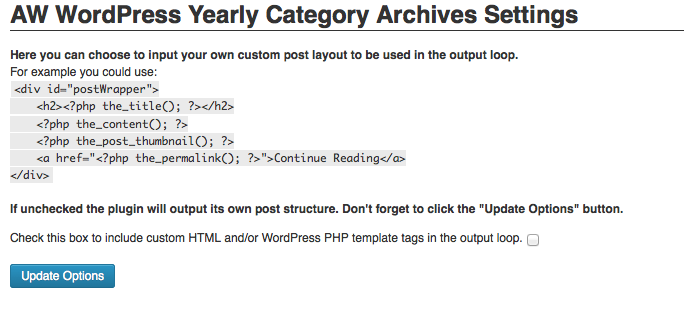 AW WordPress Yearly Category Archives Settings
Here you can choose to input your own custom post layout to be used in the output loop.
For example you could use:
<div id="postWrapper">
    <h2><?php the_title(); ?></h2>
    <?php the_content(); ?>
    <?php the_post_thumbnail(); ?>
    <a href="<?php the_permalink(); ?>">Continue Reading</a>
</div>
If unchecked the plugin will output its own post structure. Don't forget to click the "Update Options" button.
Check this box to include custom HTML and/or WordPress PHP template tags in the output loop.
Update Options